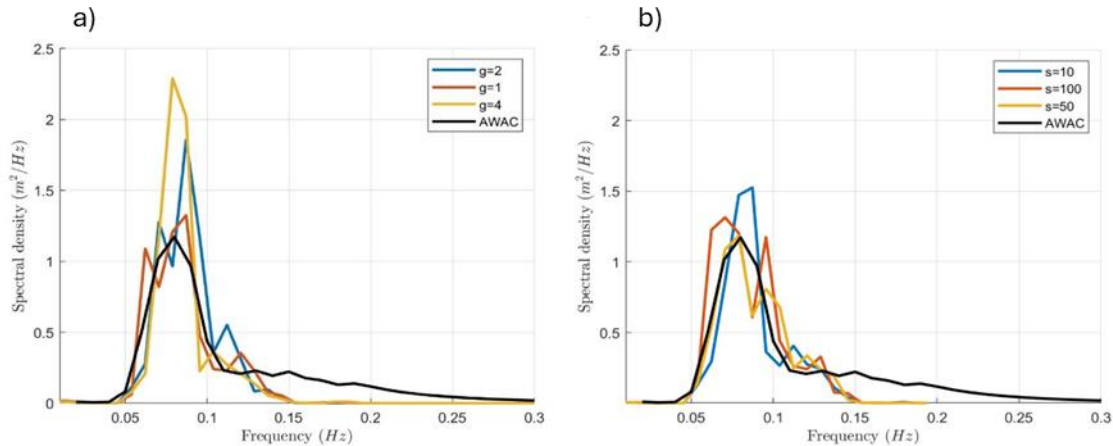 a)
b)
2.5
2
1.5
1
0.5
0
0.05
0.1
0.15
0.2
0.25
0.3
Spectral density (m²/Hz)
Frequency (Hz)
g=2
g=1
g=4
AWAC
2.5
2
1.5
1
0.5
0
0.05
0.1
0.15
0.2
0.25
0.3
Spectral density (m²/Hz)
Frequency (Hz)
s=10
s=100
s=50
AWAC